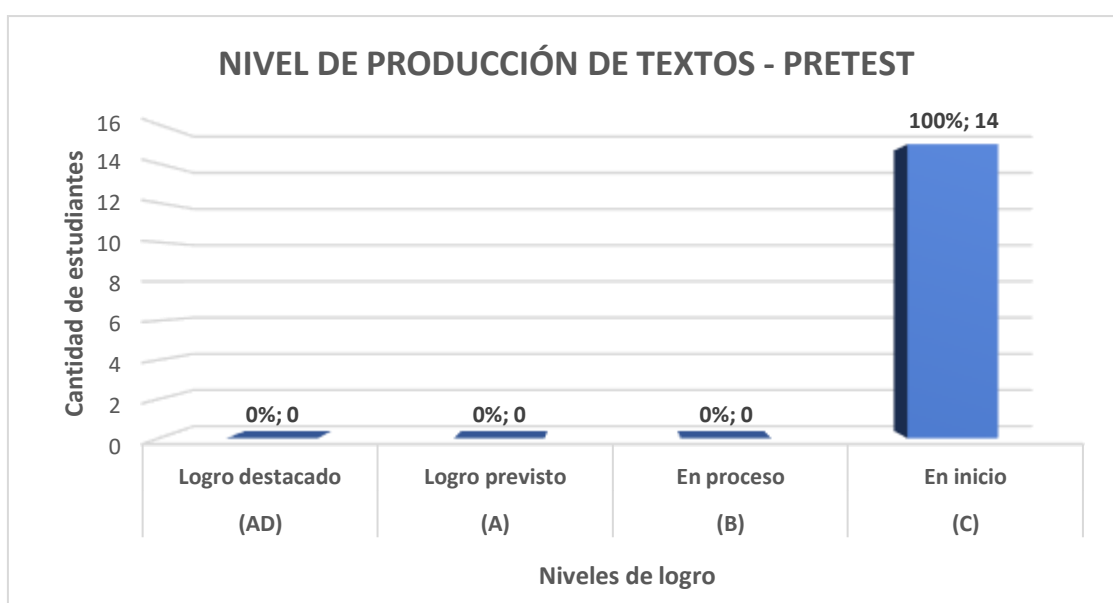 NIVEL DE PRODUCCIÓN DE TEXTOS - PRETEST
Cantidad de estudiantes
16
14
12
10
8
6
4
2
0
0%; 0
0%; 0
0%; 0
100%; 14
Logro destacado
Logro previsto
En proceso
En inicio
(AD)
(A)
(B)
(C)
Niveles de logro